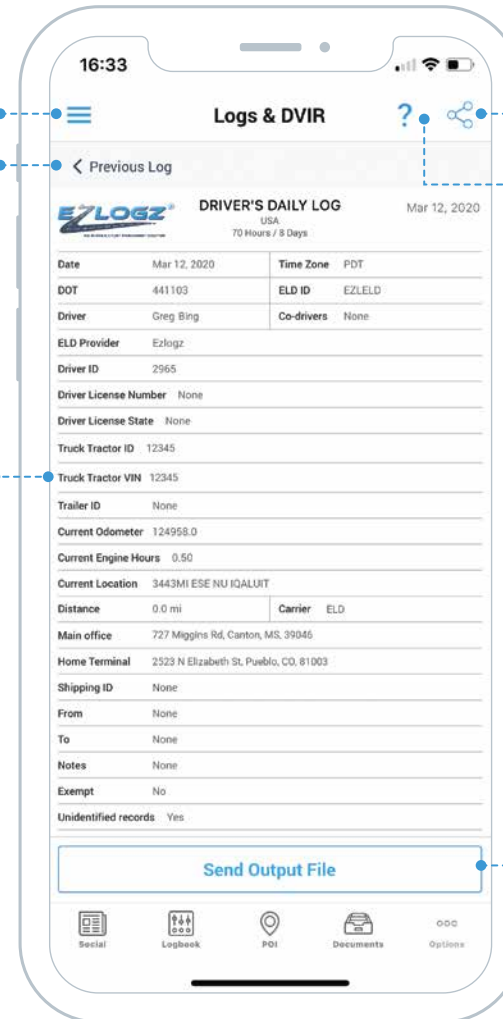 16:33
Logs & DVIR ?
Previous Log
EZLOGZ® DRIVER'S DAILY LOG Mar 12, 2020
USA
70 Hours / 8 Days
Date Mar 12, 2020 Time Zone PDT
DOT 441103 ELD ID EZLELD
Driver Greg Bing Co-drivers None
ELD Provider Ezlogz
Driver ID 2965
Driver License Number None
Driver License State None
Truck Tractor ID 12345
Truck Tractor VIN 12345
Trailer ID None
Current Odometer 124958.0
Current Engine Hours 0.50
Current Location 3443MI ESE NU IQALUIT
Distance 0.0 mi Carrier ELD
Main office 727 Miggins Rd, Canton, MS, 39046
Home Terminal 2523 N Elizabeth St, Pueblo, CO, 81003
Shipping ID None
From None
To None
Notes None
Exempt No
Unidentified records Yes
Send Output File
Social Logbook POI Documents Options